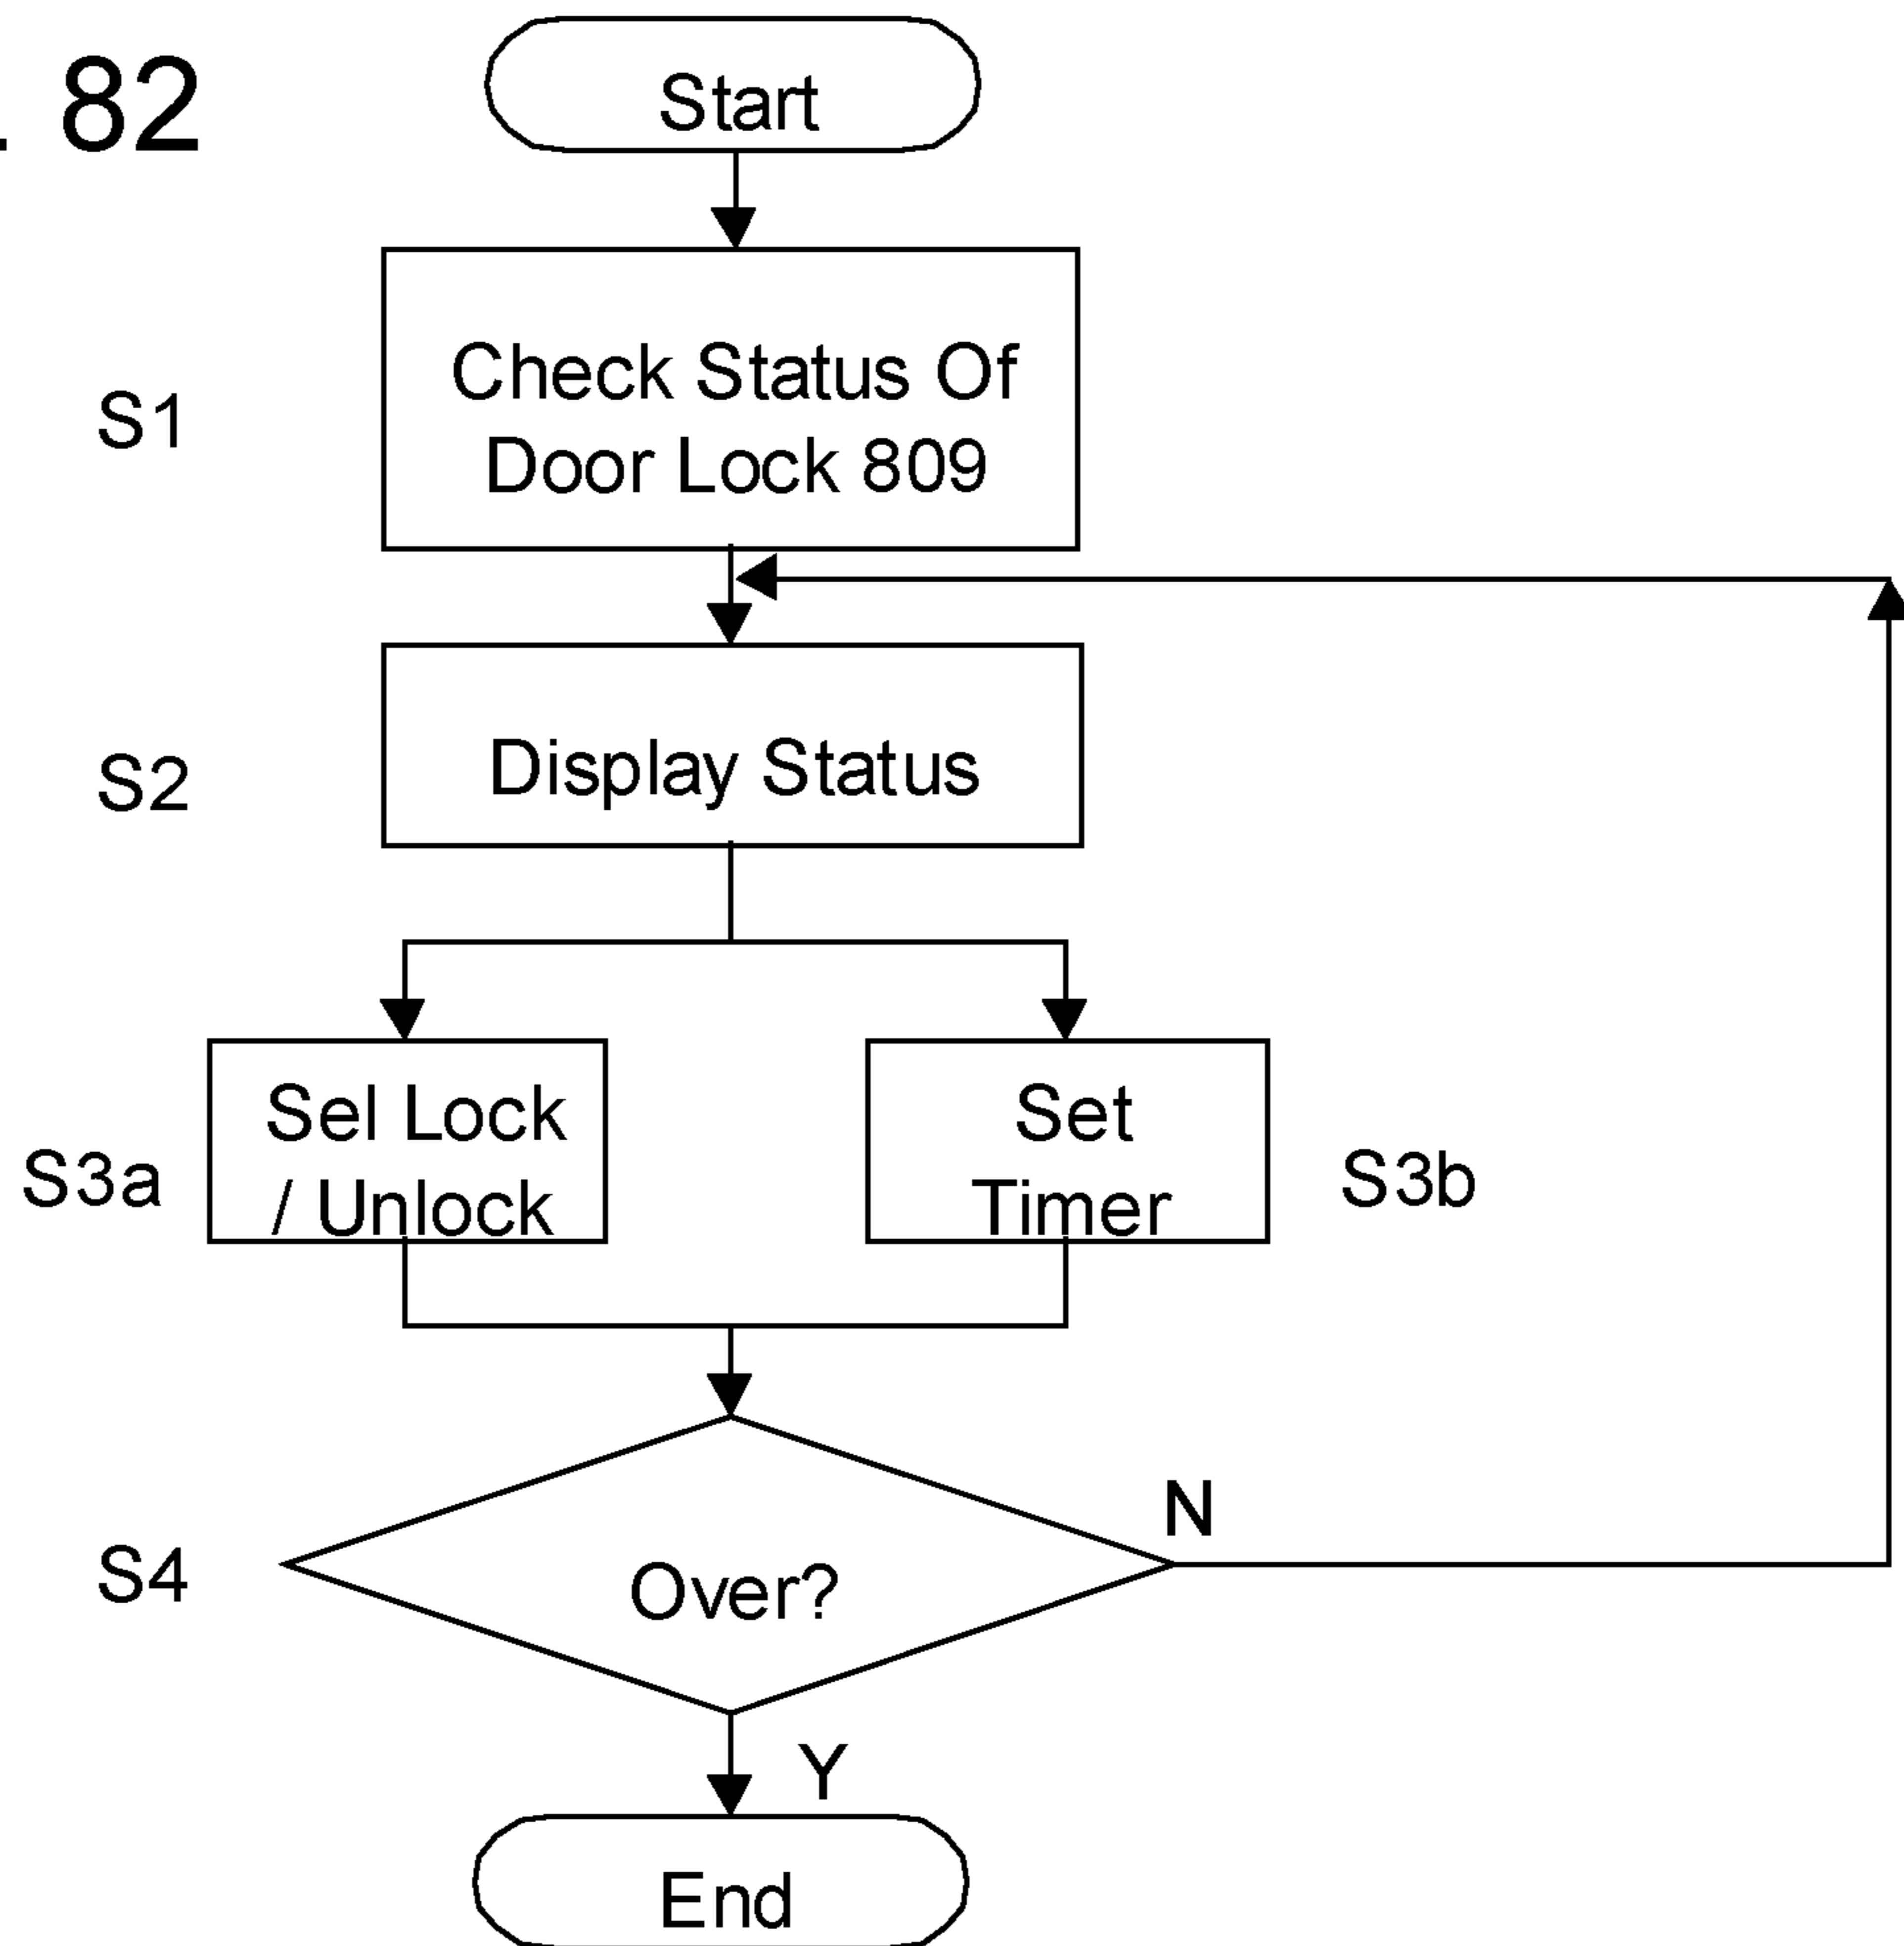 . 82
Start
S1
Check Status Of
Door Lock 809
S2
Display Status
S3a
Sel Lock
/ Unlock
Set
Timer
S3b
S4
Over?
N
Y
End